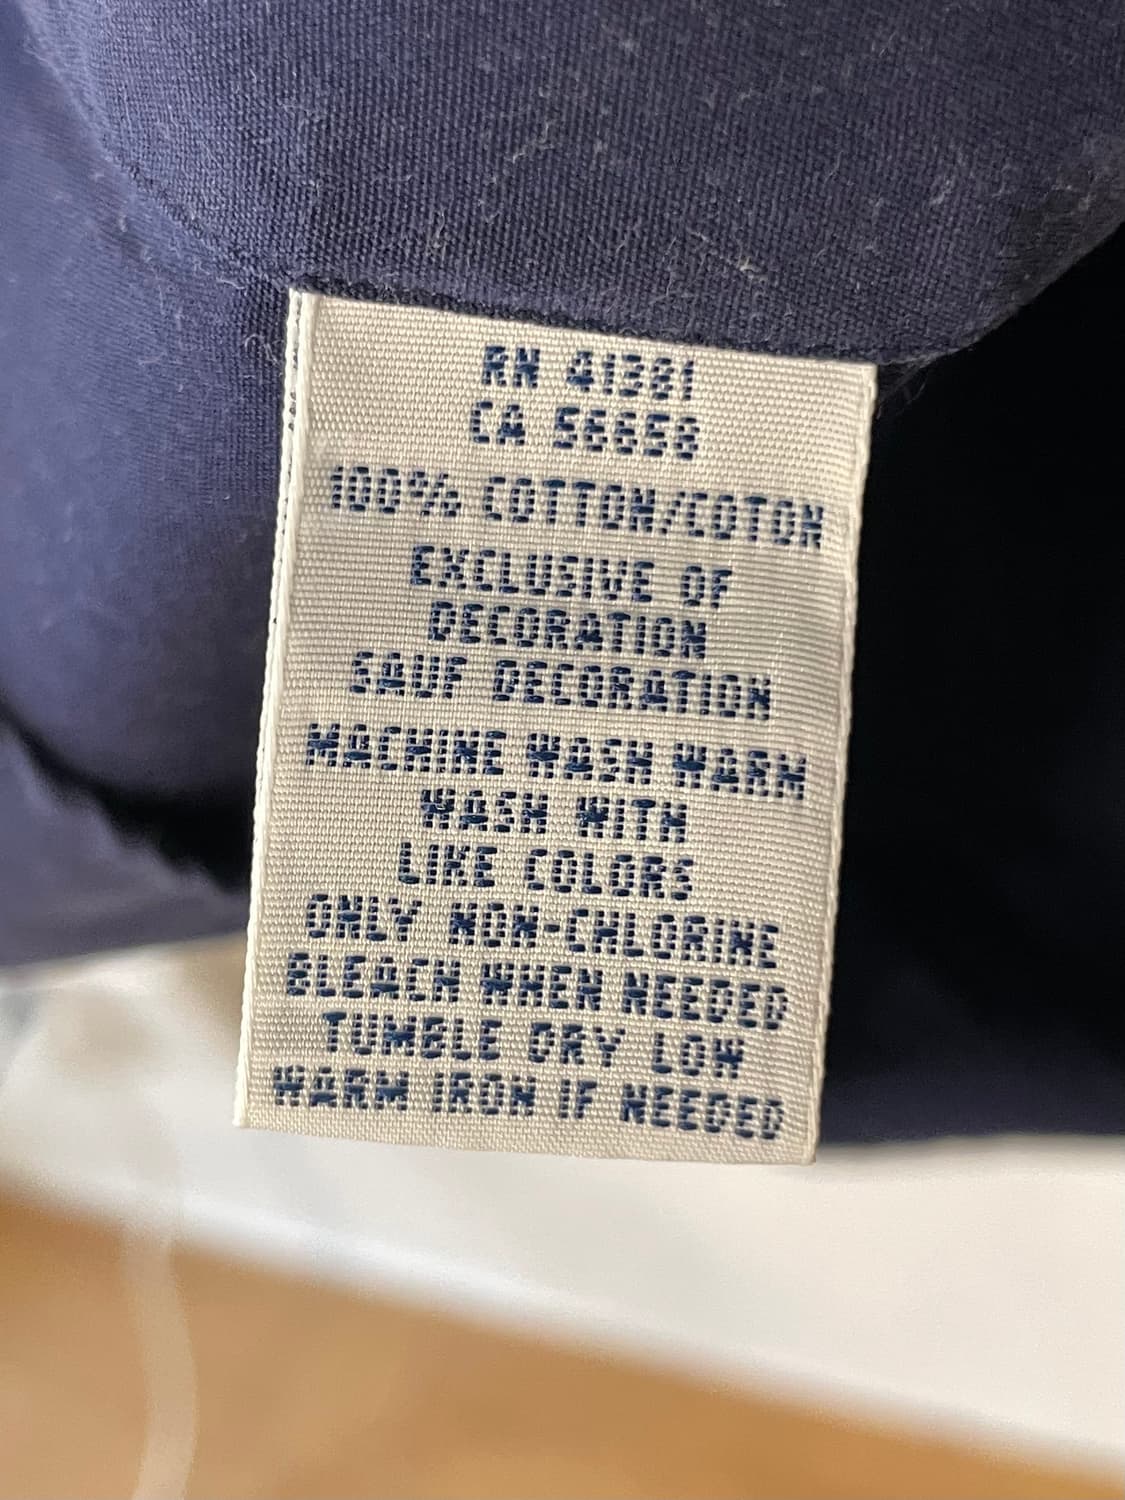 RN 41381
CA 56658
100% COTTON/COTON
EXCLUSIVE OF
DECORATION
SAUF DECORATION
MACHINE WASH WARM
WASH WITH
LIKE COLORS
ONLY NON-CHLORINE
BLEACH WHEN NEEDED
TUMBLE DRY LOW
WARM IRON IF NEEDED